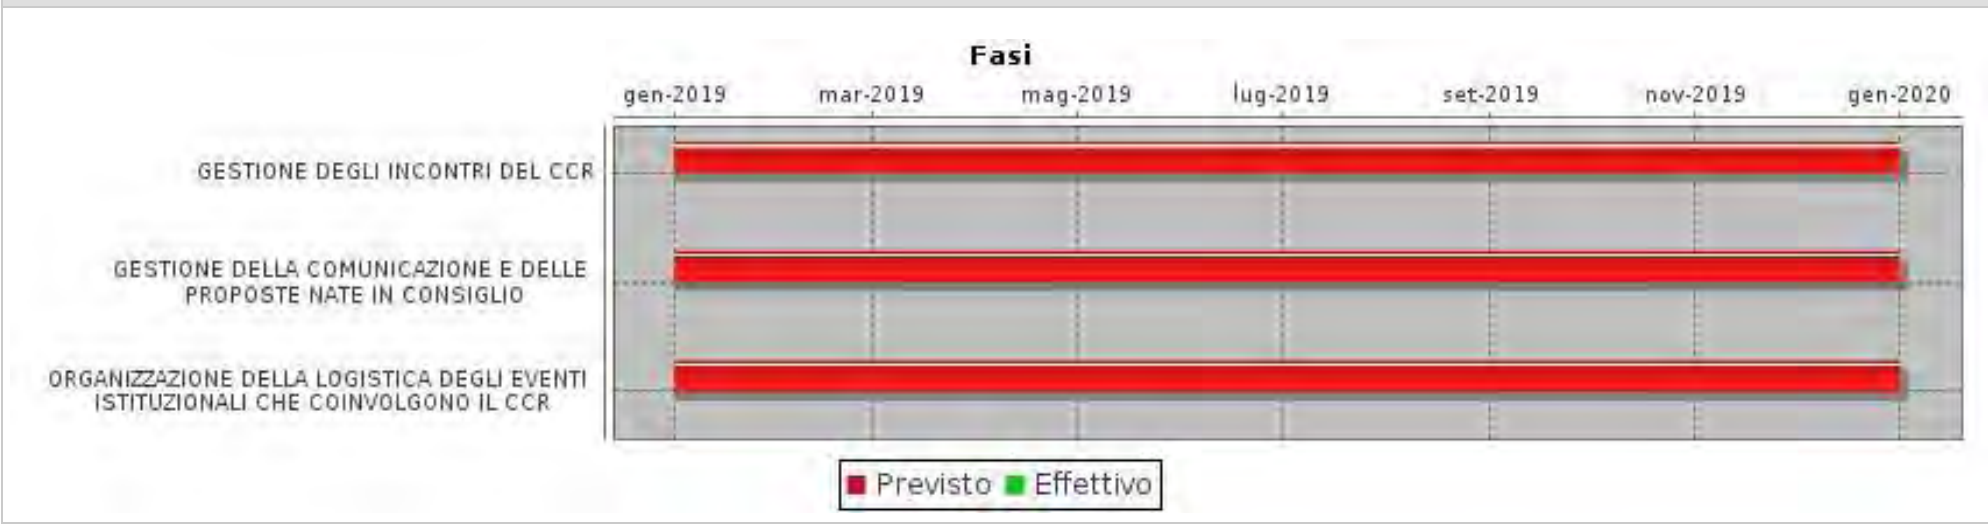 Fasi
gen-2019 mar-2019 mag-2019 lug-2019 set-2019 nov-2019 gen-2020
GESTIONE DEGLI INCONTRI DEL CCR
GESTIONE DELLA COMUNICAZIONE E DELLE
PROPOSTE NATE IN CONSIGLIO
ORGANIZZAZIONE DELLA LOGISTICA DEGLI EVENTI
ISTITUZIONALI CHE COINVOLGONO IL CCR
Previsto Effettivo